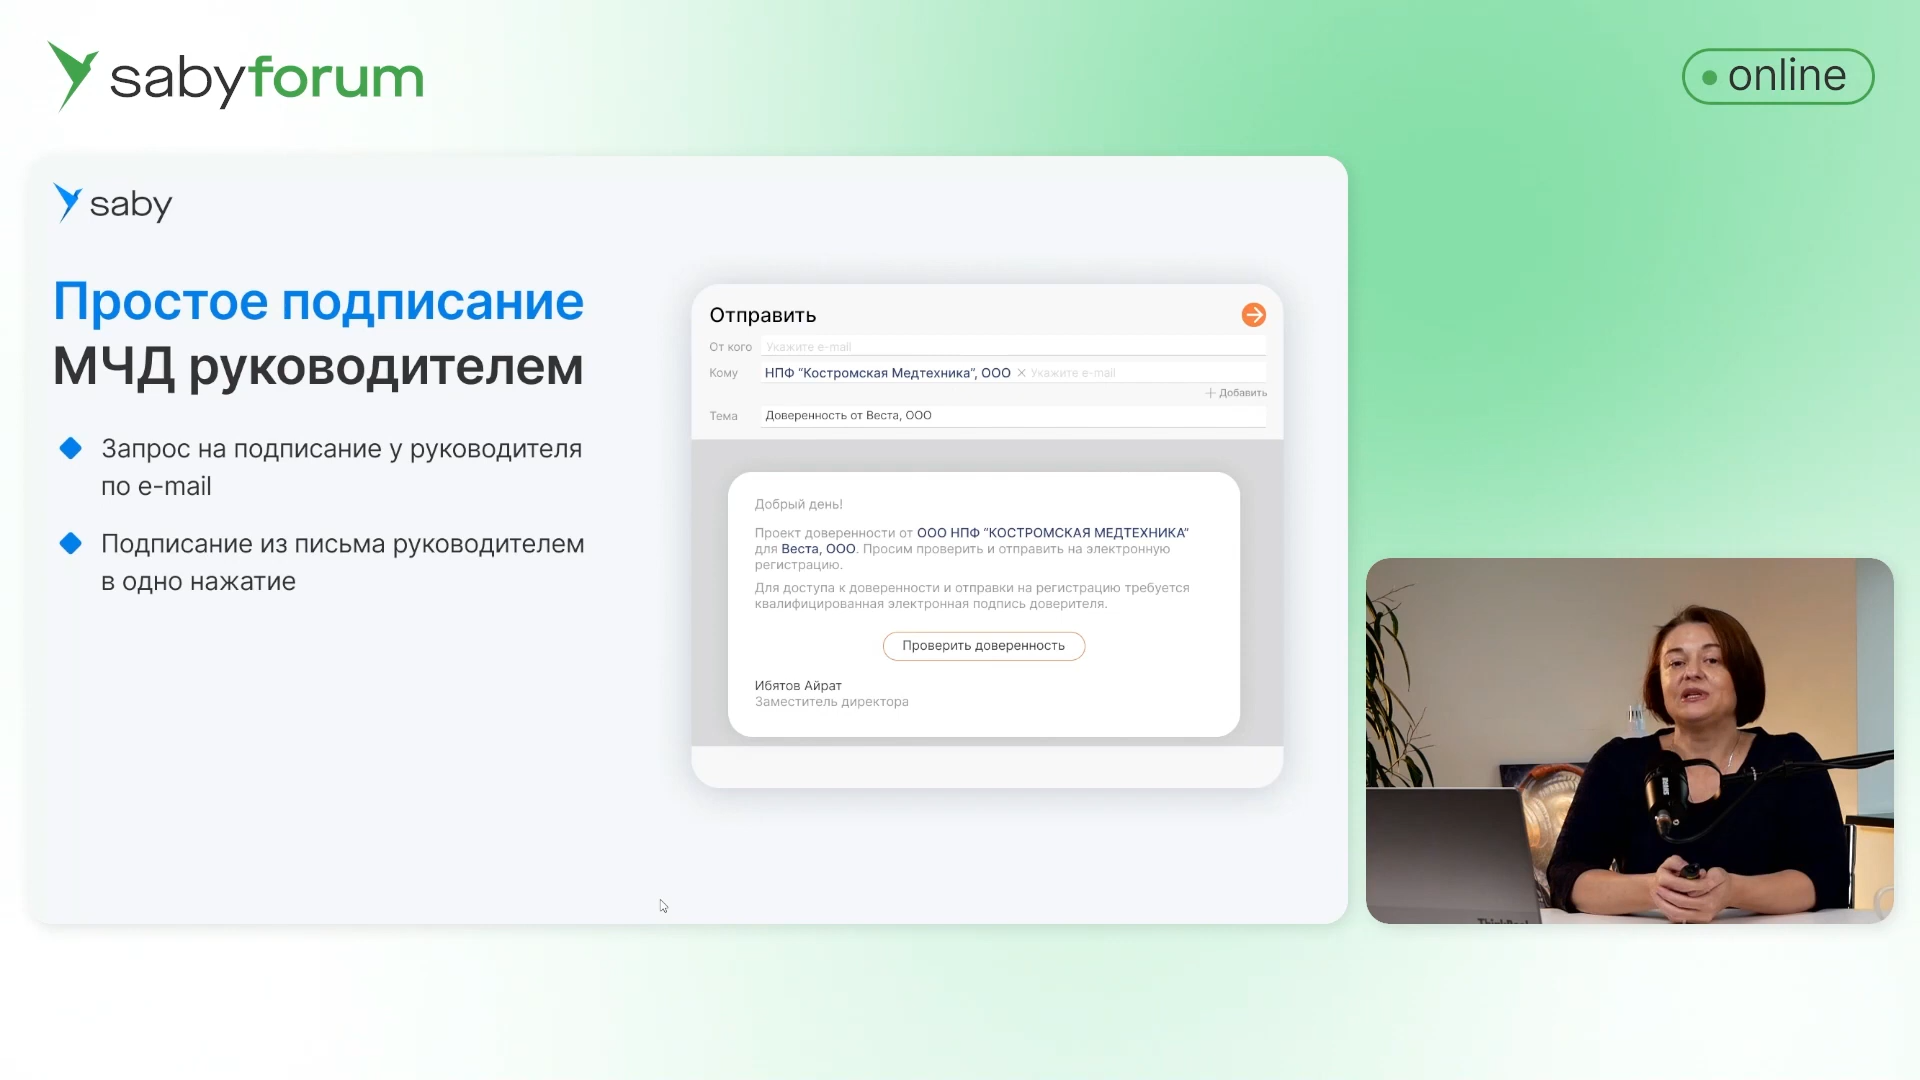 sabyforum
online
saby
Простое подписание
МЧД руководителем
Запрос на подписание у руководителя
по e-mail
Подписание из письма руководителем
в одно нажатие
Отправить
От кого Укажите e-mail
Кому НПФ “Костромская Медтехника”, ООО × Укажите e-mail
+ Добавить
Тема Доверенность от Веста, ООО
Добрый день!
Проект доверенности от ООО НПФ “КОСТРОМСКАЯ МЕДТЕХНИКА”
для Веста, ООО. Просим проверить и отправить на электронную
регистрацию.
Для доступа к доверенности и отправки на регистрацию требуется
квалифицированная электронная подпись доверителя.
Проверить доверенность
Ибятов Айрат
Заместитель директора